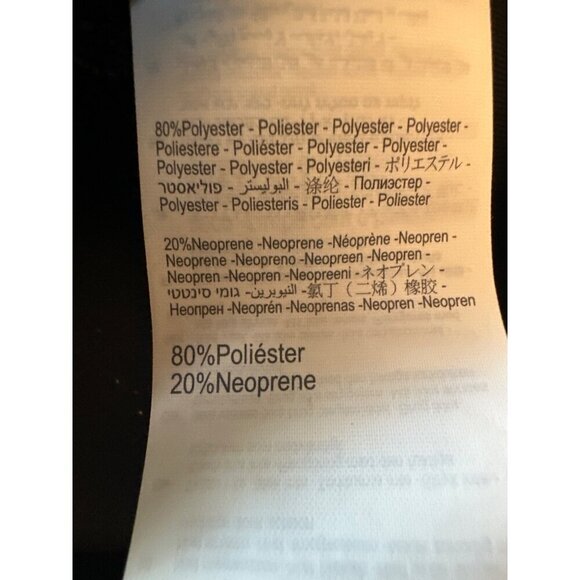 80%Polyester - Poliester - Polyester - Polyester -
Poliestere - Poliéster - Polyester - Polyester -
Polyester - Polyester - Polyesteri - ポリエステル -
פוליאסטר - البوليستر - 涤纶 - Полиэстер -
Polyester - Poliesteris - Poliester - Poliester
20%Neoprene -Neoprene -Néoprène -Neopren -
Neoprene -Neopreno -Neopreen -Neopren -
Neopren -Neopren -Neopreeni -ネオプレン -
גומי סינטטי -النيوبرين -氯丁（二烯）橡胶 -
Неопрен -Neoprén -Neoprenas -Neopren -Neopren
80%Poliéster
20%Neoprene